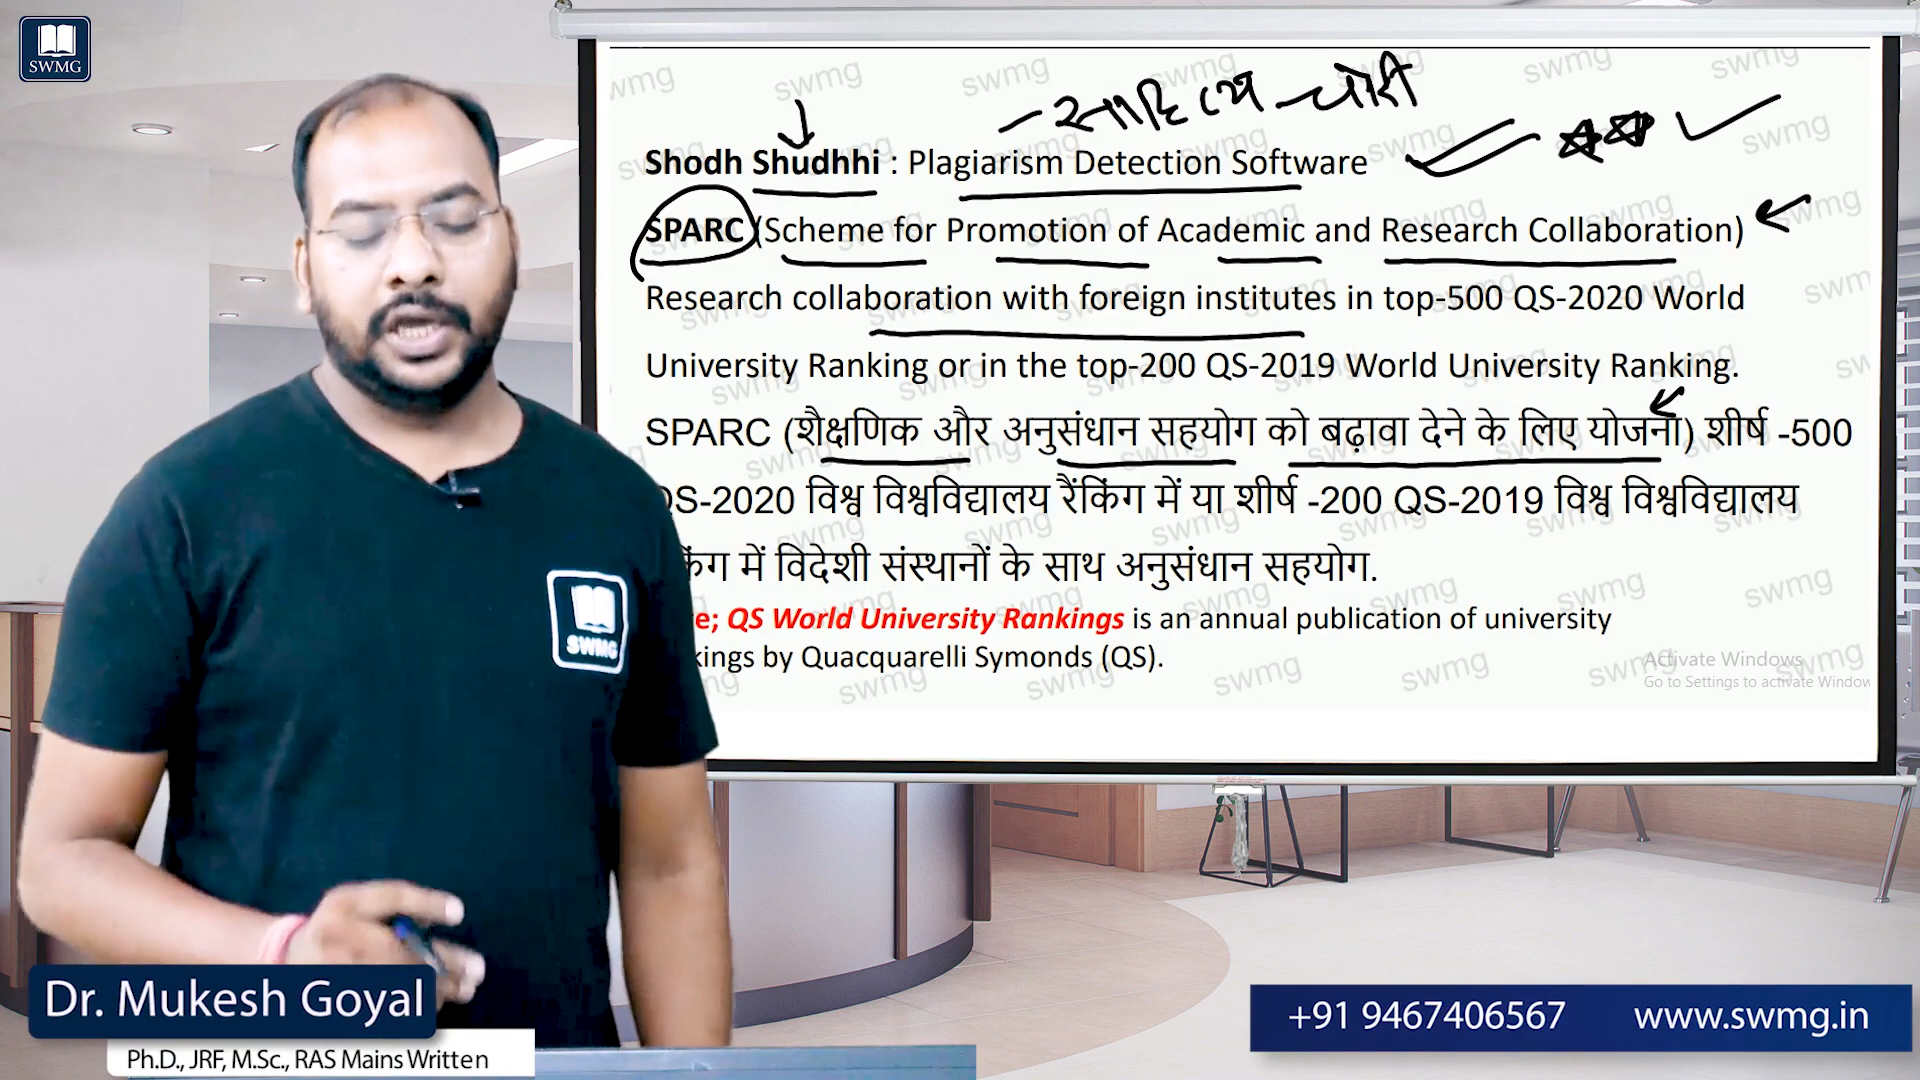 SWMG
साहित्य चोरी
Shodh Shudhhi : Plagiarism Detection Software
SPARC (Scheme for Promotion of Academic and Research Collaboration)
Research collaboration with foreign institutes in top-500 QS-2020 World
University Ranking or in the top-200 QS-2019 World University Ranking.
SPARC (शैक्षणिक और अनुसंधान सहयोग को बढ़ावा देने के लिए योजना) शीर्ष -500
QS-2020 विश्व विश्वविद्यालय रैंकिंग में या शीर्ष -200 QS-2019 विश्व विश्वविद्यालय
में विदेशी संस्थानों के साथ अनुसंधान सहयोग.
QS World University Rankings is an annual publication of university
by Quacquarelli Symonds (QS).
Activate Windows
Go to Settings to activate Window
SWMG
Dr. Mukesh Goyal
Ph.D., JRF, M.Sc., RAS Mains Written
+91 9467406567 www.swmg.in